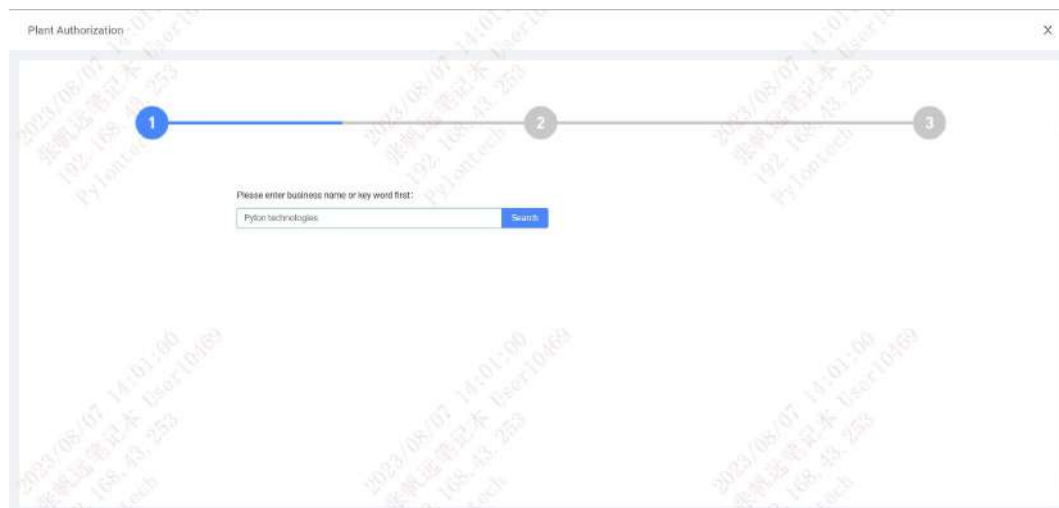 Plant Authorization
1
2
3
Please enter business name or key word first:
Pylon technologies
Search
2023/08/07 14:01:00
张帆远笔记本 User10469
192.168.43.253
Pylontech